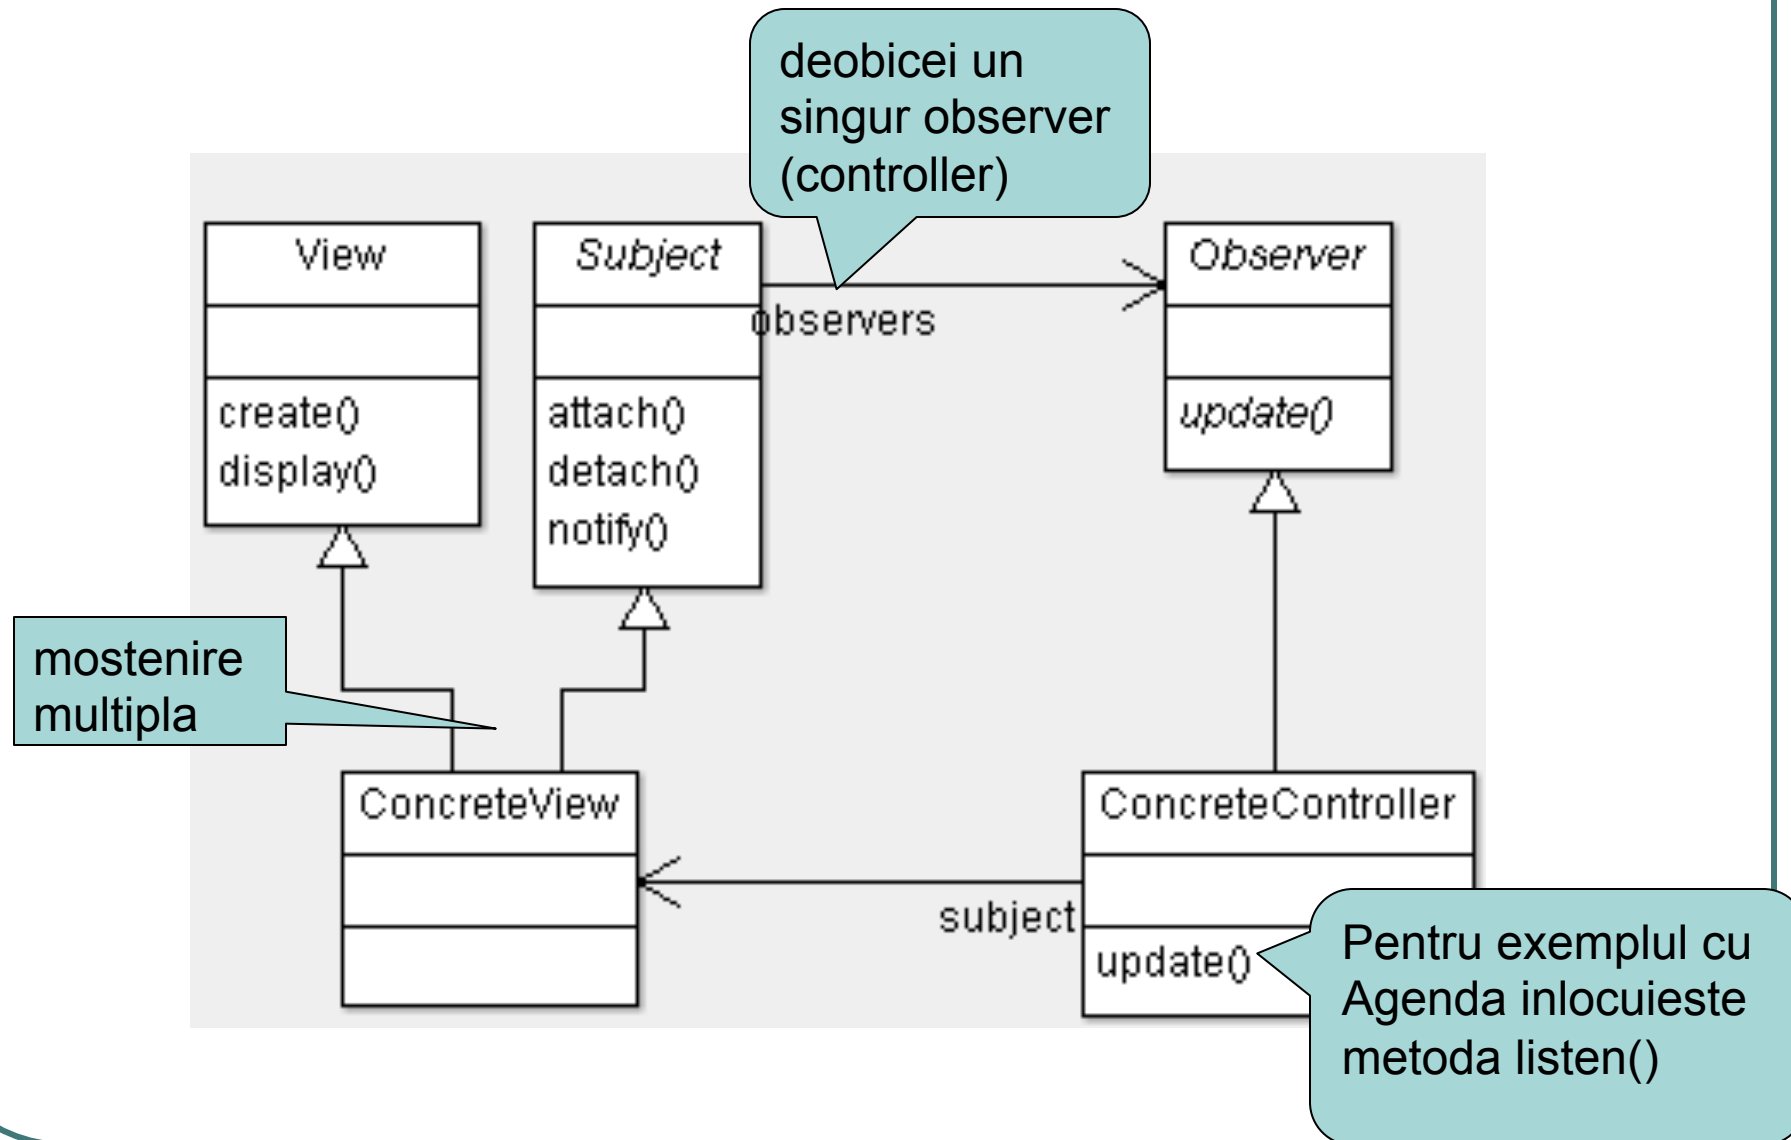 deobicei un
singur observer
(controller)
View
create()
display()
Subject
attach()
detach()
notify()
observers
Observer
update()
mostenire
multipla
ConcreteView
subject
ConcreteController
update()
Pentru exemplul cu
Agenda inlocuieste
metoda listen()